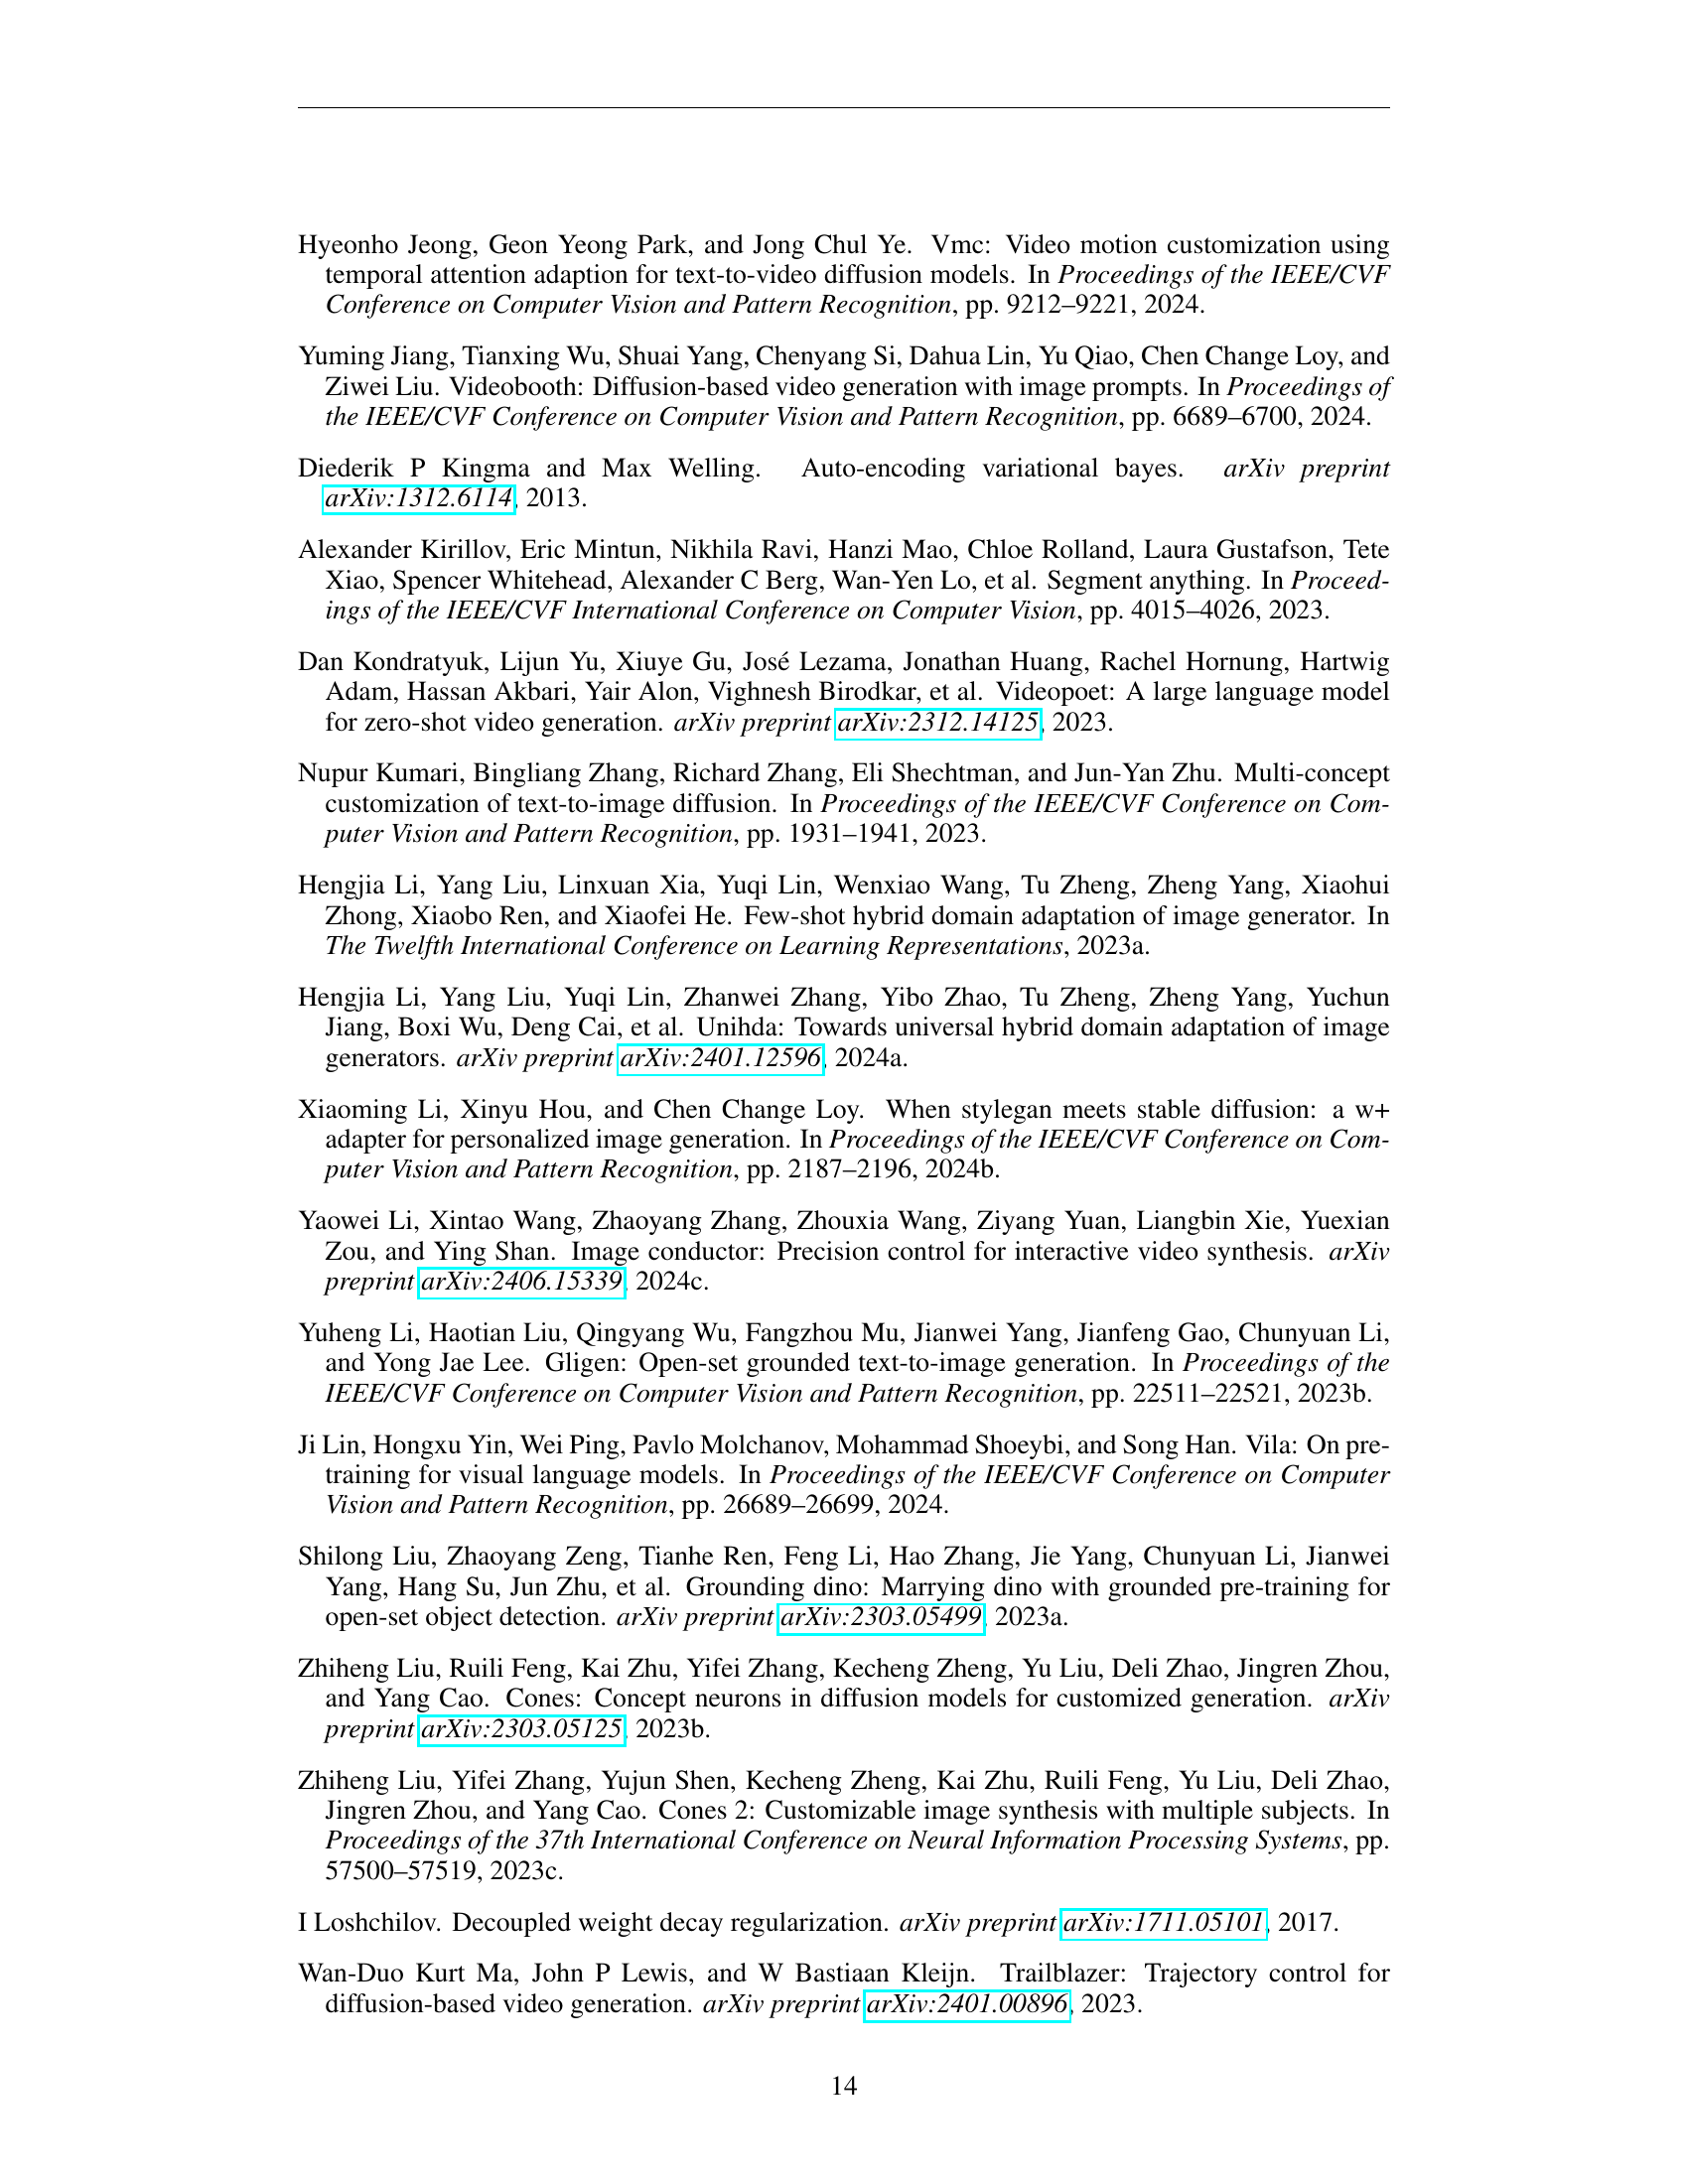 Hyeonho Jeong, Geon Yeong Park, and Jong Chul Ye. Vmc: Video motion customization using
temporal attention adaption for text-to-video diffusion models. In Proceedings of the IEEE/CVF
Conference on Computer Vision and Pattern Recognition, pp. 9212–9221, 2024.
Yuming Jiang, Tianxing Wu, Shuai Yang, Chenyang Si, Dahua Lin, Yu Qiao, Chen Change Loy, and
Ziwei Liu. Videobooth: Diffusion-based video generation with image prompts. In Proceedings of
the IEEE/CVF Conference on Computer Vision and Pattern Recognition, pp. 6689–6700, 2024.
Diederik P Kingma and Max Welling. Auto-encoding variational bayes. arXiv preprint
arXiv:1312.6114, 2013.
Alexander Kirillov, Eric Mintun, Nikhila Ravi, Hanzi Mao, Chloe Rolland, Laura Gustafson, Tete
Xiao, Spencer Whitehead, Alexander C Berg, Wan-Yen Lo, et al. Segment anything. In Proceed-
ings of the IEEE/CVF International Conference on Computer Vision, pp. 4015–4026, 2023.
Dan Kondratyuk, Lijun Yu, Xiuye Gu, José Lezama, Jonathan Huang, Rachel Hornung, Hartwig
Adam, Hassan Akbari, Yair Alon, Vighnesh Birodkar, et al. Videopoet: A large language model
for zero-shot video generation. arXiv preprint arXiv:2312.14125, 2023.
Nupur Kumari, Bingliang Zhang, Richard Zhang, Eli Shechtman, and Jun-Yan Zhu. Multi-concept
customization of text-to-image diffusion. In Proceedings of the IEEE/CVF Conference on Com-
puter Vision and Pattern Recognition, pp. 1931–1941, 2023.
Hengjia Li, Yang Liu, Linxuan Xia, Yuqi Lin, Wenxiao Wang, Tu Zheng, Zheng Yang, Xiaohui
Zhong, Xiaobo Ren, and Xiaofei He. Few-shot hybrid domain adaptation of image generator. In
The Twelfth International Conference on Learning Representations, 2023a.
Hengjia Li, Yang Liu, Yuqi Lin, Zhanwei Zhang, Yibo Zhao, Tu Zheng, Zheng Yang, Yuchun
Jiang, Boxi Wu, Deng Cai, et al. Unihda: Towards universal hybrid domain adaptation of image
generators. arXiv preprint arXiv:2401.12596, 2024a.
Xiaoming Li, Xinyu Hou, and Chen Change Loy. When stylegan meets stable diffusion: a w+
adapter for personalized image generation. In Proceedings of the IEEE/CVF Conference on Com-
puter Vision and Pattern Recognition, pp. 2187–2196, 2024b.
Yaowei Li, Xintao Wang, Zhaoyang Zhang, Zhouxia Wang, Ziyang Yuan, Liangbin Xie, Yuexian
Zou, and Ying Shan. Image conductor: Precision control for interactive video synthesis. arXiv
preprint arXiv:2406.15339, 2024c.
Yuheng Li, Haotian Liu, Qingyang Wu, Fangzhou Mu, Jianwei Yang, Jianfeng Gao, Chunyuan Li,
and Yong Jae Lee. Gligen: Open-set grounded text-to-image generation. In Proceedings of the
IEEE/CVF Conference on Computer Vision and Pattern Recognition, pp. 22511–22521, 2023b.
Ji Lin, Hongxu Yin, Wei Ping, Pavlo Molchanov, Mohammad Shoeybi, and Song Han. Vila: On pre-
training for visual language models. In Proceedings of the IEEE/CVF Conference on Computer
Vision and Pattern Recognition, pp. 26689–26699, 2024.
Shilong Liu, Zhaoyang Zeng, Tianhe Ren, Feng Li, Hao Zhang, Jie Yang, Chunyuan Li, Jianwei
Yang, Hang Su, Jun Zhu, et al. Grounding dino: Marrying dino with grounded pre-training for
open-set object detection. arXiv preprint arXiv:2303.05499, 2023a.
Zhiheng Liu, Ruili Feng, Kai Zhu, Yifei Zhang, Kecheng Zheng, Yu Liu, Deli Zhao, Jingren Zhou,
and Yang Cao. Cones: Concept neurons in diffusion models for customized generation. arXiv
preprint arXiv:2303.05125, 2023b.
Zhiheng Liu, Yifei Zhang, Yujun Shen, Kecheng Zheng, Kai Zhu, Ruili Feng, Yu Liu, Deli Zhao,
Jingren Zhou, and Yang Cao. Cones 2: Customizable image synthesis with multiple subjects. In
Proceedings of the 37th International Conference on Neural Information Processing Systems, pp.
57500–57519, 2023c.
I Loshchilov. Decoupled weight decay regularization. arXiv preprint arXiv:1711.05101, 2017.
Wan-Duo Kurt Ma, John P Lewis, and W Bastiaan Kleijn. Trailblazer: Trajectory control for
diffusion-based video generation. arXiv preprint arXiv:2401.00896, 2023.
14